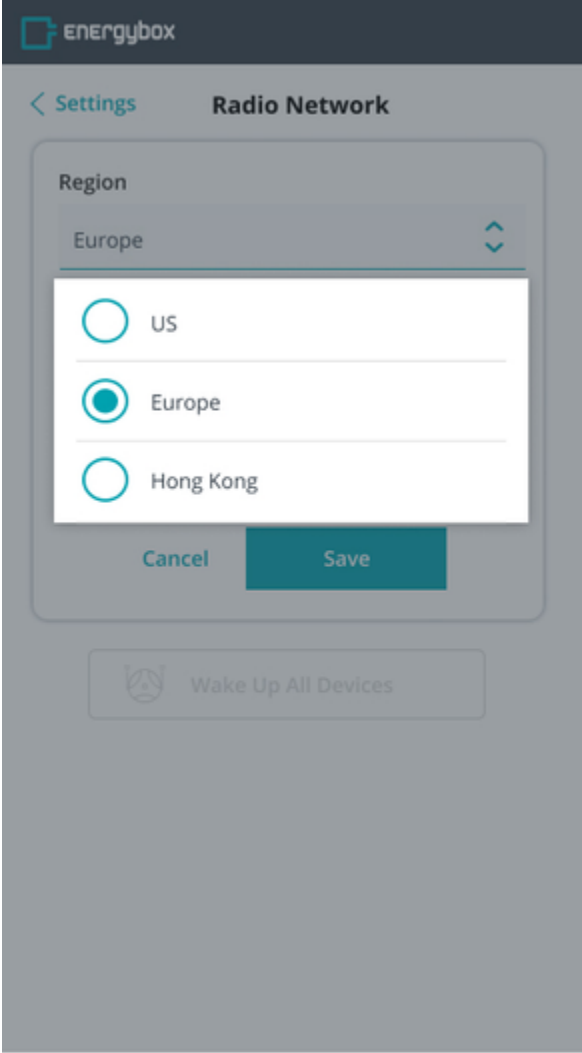 energybox
Settings
Radio Network
Region
Europe
US
Europe
Hong Kong
Cancel
Save
Wake Up All Devices